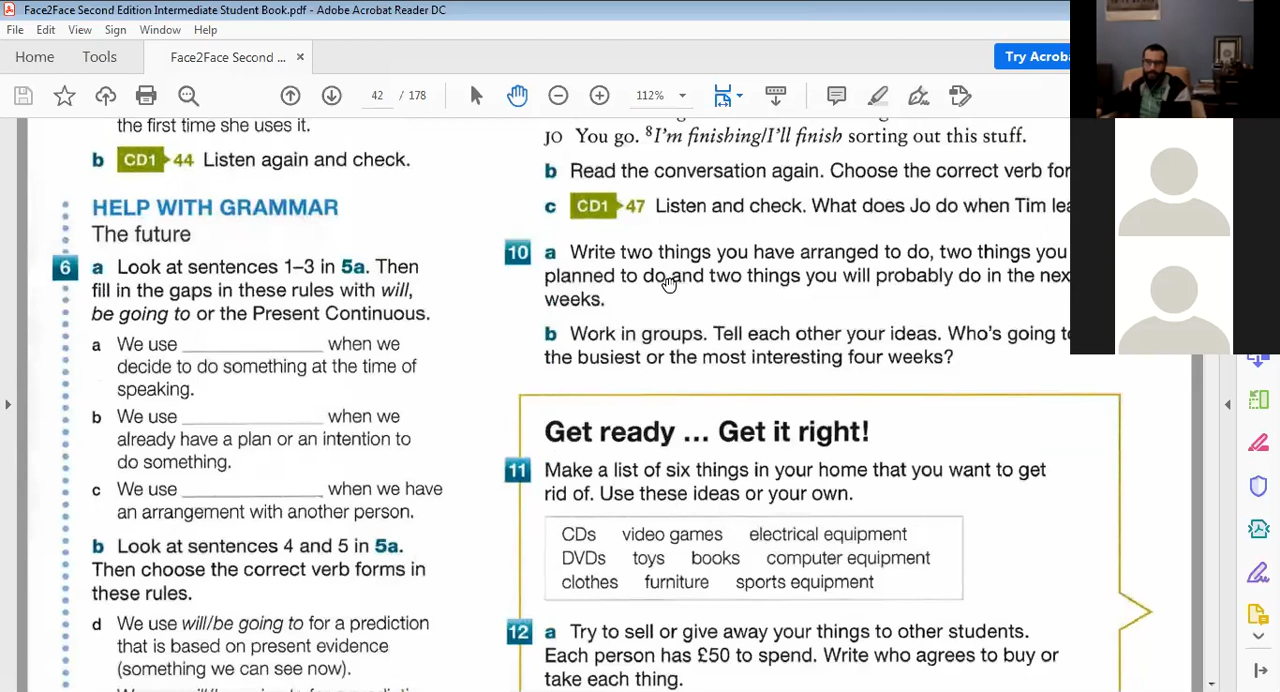 Face2Face Second Edition Intermediate Student Book.pdf - Adobe Acrobat Reader DC
File Edit View Sign Window Help
Home Tools Face2Face Second ... × Try Acroba
42 / 178 112%
the first time she uses it.
b CD1 44 Listen again and check.
HELP WITH GRAMMAR
The future
6 a Look at sentences 1–3 in 5a. Then
fill in the gaps in these rules with will,
be going to or the Present Continuous.
a We use ____________ when we
decide to do something at the time of
speaking.
b We use ____________ when we
already have a plan or an intention to
do something.
c We use ____________ when we have
an arrangement with another person.
b Look at sentences 4 and 5 in 5a.
Then choose the correct verb forms in
these rules.
d We use will/be going to for a prediction
that is based on present evidence
(something we can see now).
JO You go. 8 I'm finishing/I'll finish sorting out this stuff.
b Read the conversation again. Choose the correct verb for
c CD1 47 Listen and check. What does Jo do when Tim lea
10 a Write two things you have arranged to do, two things you
planned to do and two things you will probably do in the nex
weeks.
b Work in groups. Tell each other your ideas. Who's going to
the busiest or the most interesting four weeks?
Get ready ... Get it right!
11 Make a list of six things in your home that you want to get
rid of. Use these ideas or your own.
CDs video games electrical equipment
DVDs toys books computer equipment
clothes furniture sports equipment
12 a Try to sell or give away your things to other students.
Each person has £50 to spend. Write who agrees to buy or
take each thing.